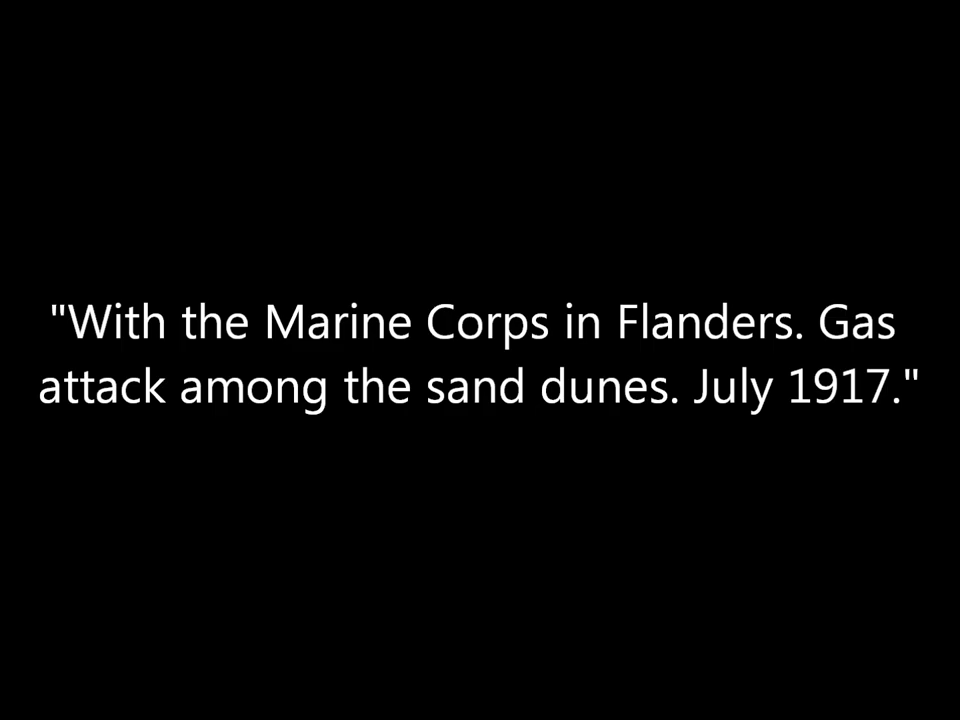 "With the Marine Corps in Flanders. Gas
attack among the sand dunes. July 1917."